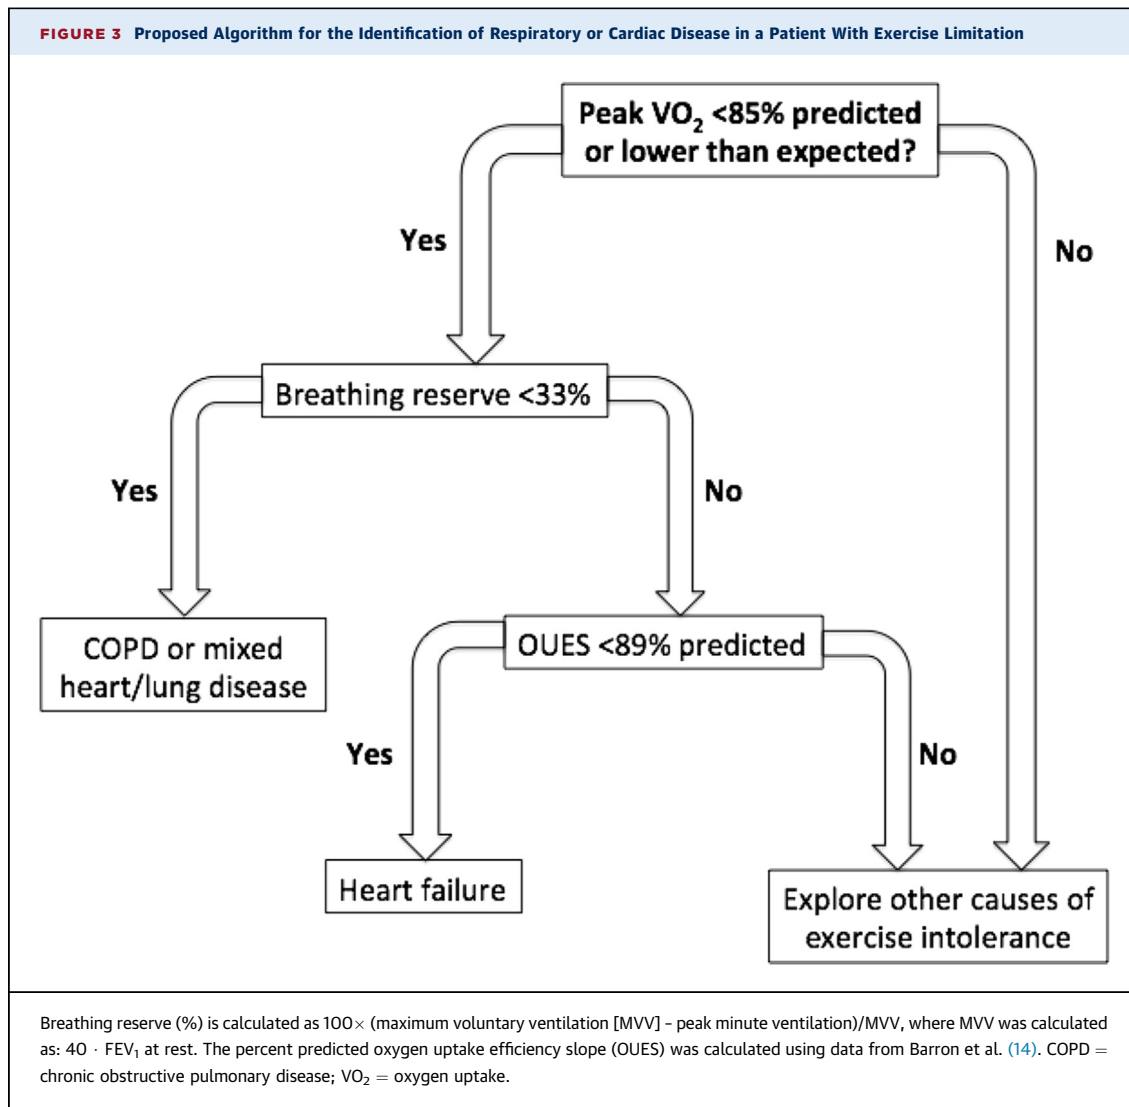 FIGURE 3 Proposed Algorithm for the Identification of Respiratory or Cardiac Disease in a Patient With Exercise Limitation
Peak VO₂ <85% predicted
or lower than expected?
Yes
No
Breathing reserve <33%
Yes
No
COPD or mixed
heart/lung disease
OUES <89% predicted
Yes
No
Heart failure
Explore other causes of
exercise intolerance
Breathing reserve (%) is calculated as 100× (maximum voluntary ventilation [MVV] - peak minute ventilation)/MVV, where MVV was calculated
as: 40 · FEV₁ at rest. The percent predicted oxygen uptake efficiency slope (OUES) was calculated using data from Barron et al. (14). COPD =
chronic obstructive pulmonary disease; VO₂ = oxygen uptake.